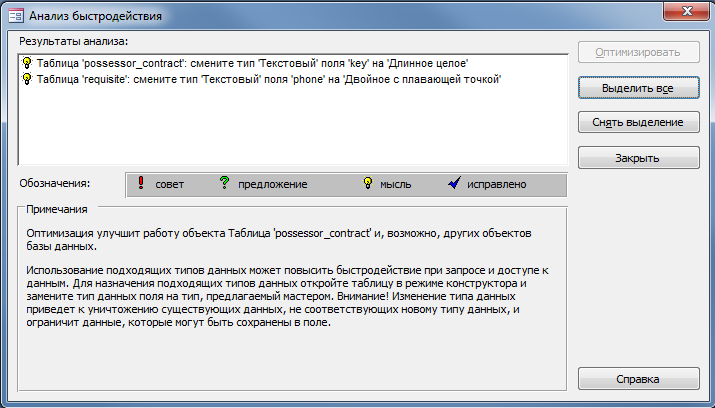 Анализ быстродействия
Результаты анализа:
Таблица 'possessor_contract': смените тип 'Текстовый' поля 'key' на 'Длинное целое'
Таблица 'requisite': смените тип 'Текстовый' поля 'phone' на 'Двойное с плавающей точкой'
Оптимизировать
Выделить все
Снять выделение
Закрыть
Обозначения:
совет
предложение
мысль
исправлено
Примечания
Оптимизация улучшит работу объекта Таблица 'possessor_contract' и, возможно, других объектов
базы данных.
Использование подходящих типов данных может повысить быстродействие при запросе и доступе к
данным. Для назначения подходящих типов данных откройте таблицу в режиме конструктора и
замените тип данных поля на тип, предлагаемый мастером. Внимание! Изменение типа данных
приведет к уничтожению существующих данных, не соответствующих новому типу данных, и
ограничит данные, которые могут быть сохранены в поле.
Справка